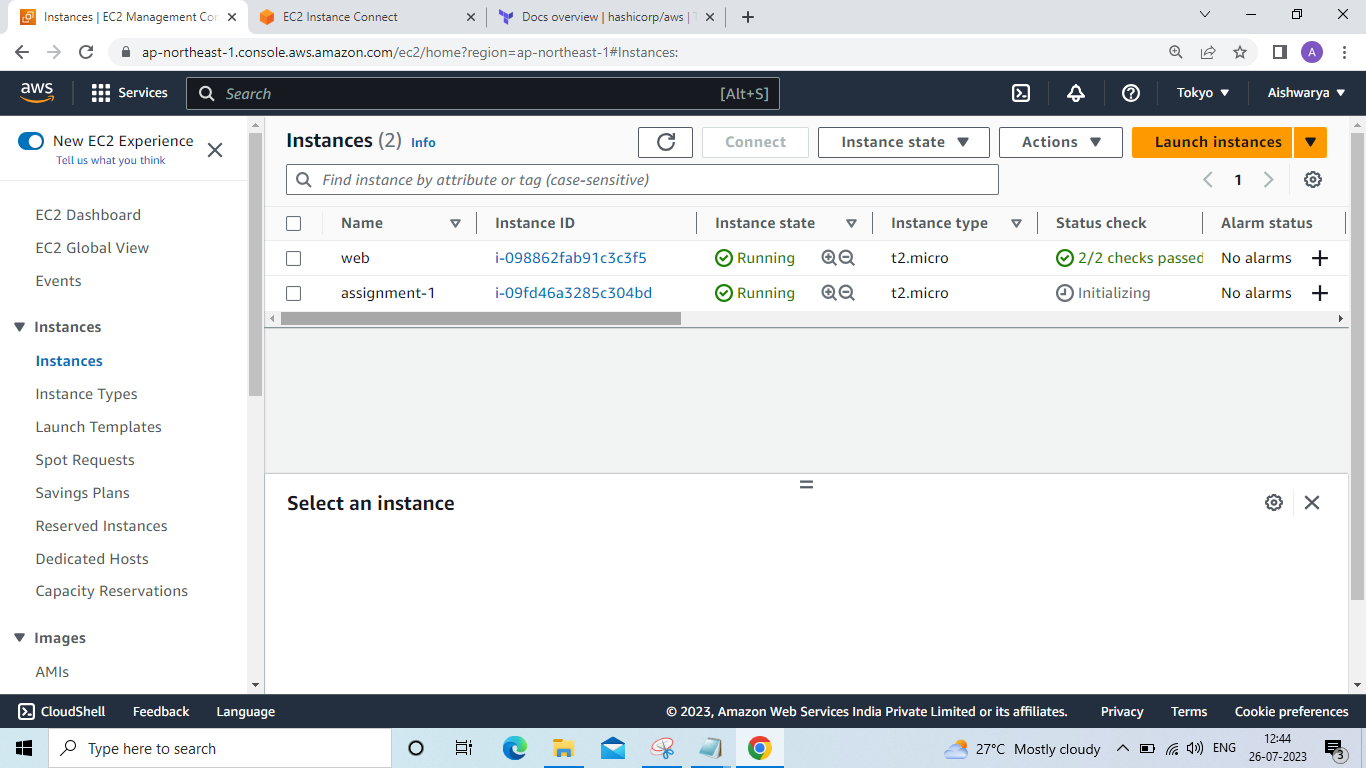 Instances | EC2 Management Con
EC2 Instance Connect
Docs overview | hashicorp/aws | T
ap-northeast-1.console.aws.amazon.com/ec2/home?region=ap-northeast-1#Instances:
A
aws
Services
Search
[Alt+S]
Tokyo
Aishwarya
New EC2 Experience
Tell us what you think
EC2 Dashboard
EC2 Global View
Events
Instances
Instances
Instance Types
Launch Templates
Spot Requests
Savings Plans
Reserved Instances
Dedicated Hosts
Capacity Reservations
Images
AMIs
Instances (2) Info
Connect
Instance state
Actions
Launch instances
Find instance by attribute or tag (case-sensitive)
1
Name Instance ID Instance state Instance type Status check Alarm status
web i-098862fab91c3c3f5 Running t2.micro 2/2 checks passed No alarms
assignment-1 i-09fd46a3285c304bd Running t2.micro Initializing No alarms
Select an instance
CloudShell Feedback Language
© 2023, Amazon Web Services India Private Limited or its affiliates. Privacy Terms Cookie preferences
Type here to search
27°C Mostly cloudy
ENG
12:44
26-07-2023
3